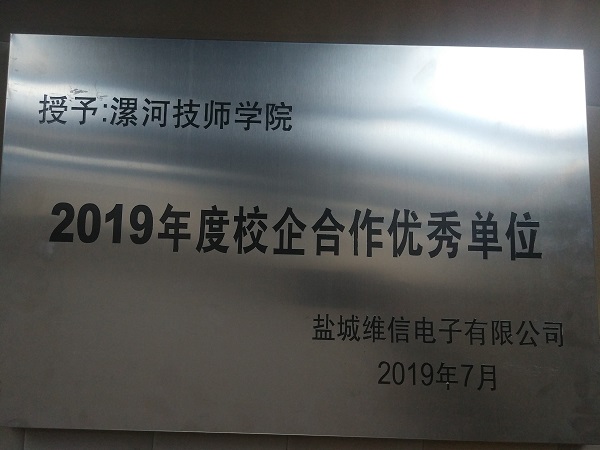 授予:漯河技师学院
2019年度校企合作优秀单位
盐城维信电子有限公司
2019年7月